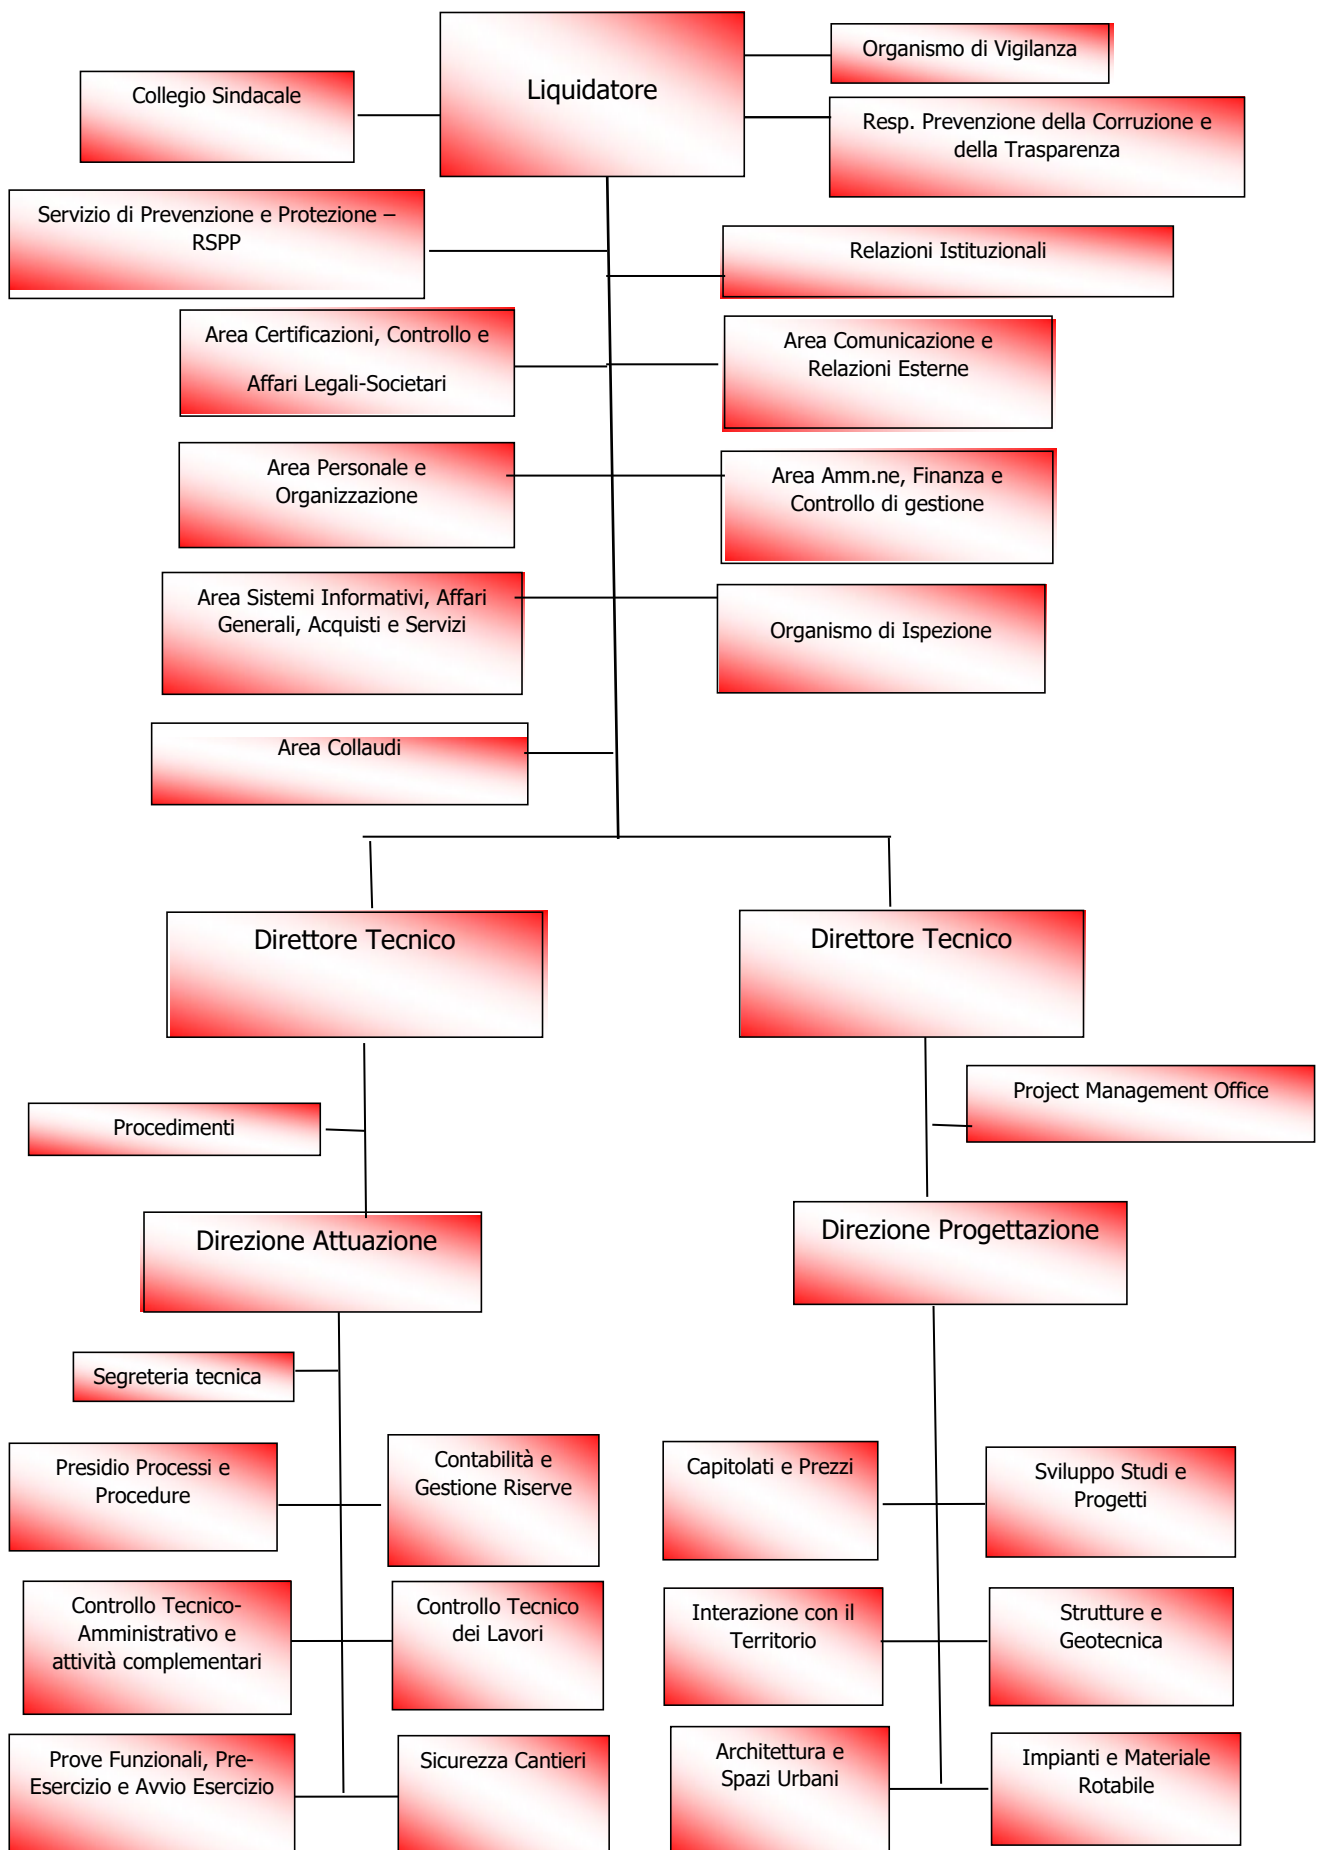 Liquidatore
Organismo di Vigilanza
Collegio Sindacale
Resp. Prevenzione della Corruzione e
della Trasparenza
Servizio di Prevenzione e Protezione –
RSPP
Relazioni Istituzionali
Area Certificazioni, Controllo e
Affari Legali-Societari
Area Comunicazione e
Relazioni Esterne
Area Personale e
Organizzazione
Area Amm.ne, Finanza e
Controllo di gestione
Area Sistemi Informativi, Affari
Generali, Acquisti e Servizi
Organismo di Ispezione
Area Collaudi
Direttore Tecnico
Direttore Tecnico
Procedimenti
Project Management Office
Direzione Attuazione
Direzione Progettazione
Segreteria tecnica
Presidio Processi e
Procedure
Contabilità e
Gestione Riserve
Capitolati e Prezzi
Sviluppo Studi e
Progetti
Controllo Tecnico-
Amministrativo e
attività complementari
Controllo Tecnico
dei Lavori
Interazione con il
Territorio
Strutture e
Geotecnica
Prove Funzionali, Pre-
Esercizio e Avvio Esercizio
Sicurezza Cantieri
Architettura e
Spazi Urbani
Impianti e Materiale
Rotabile